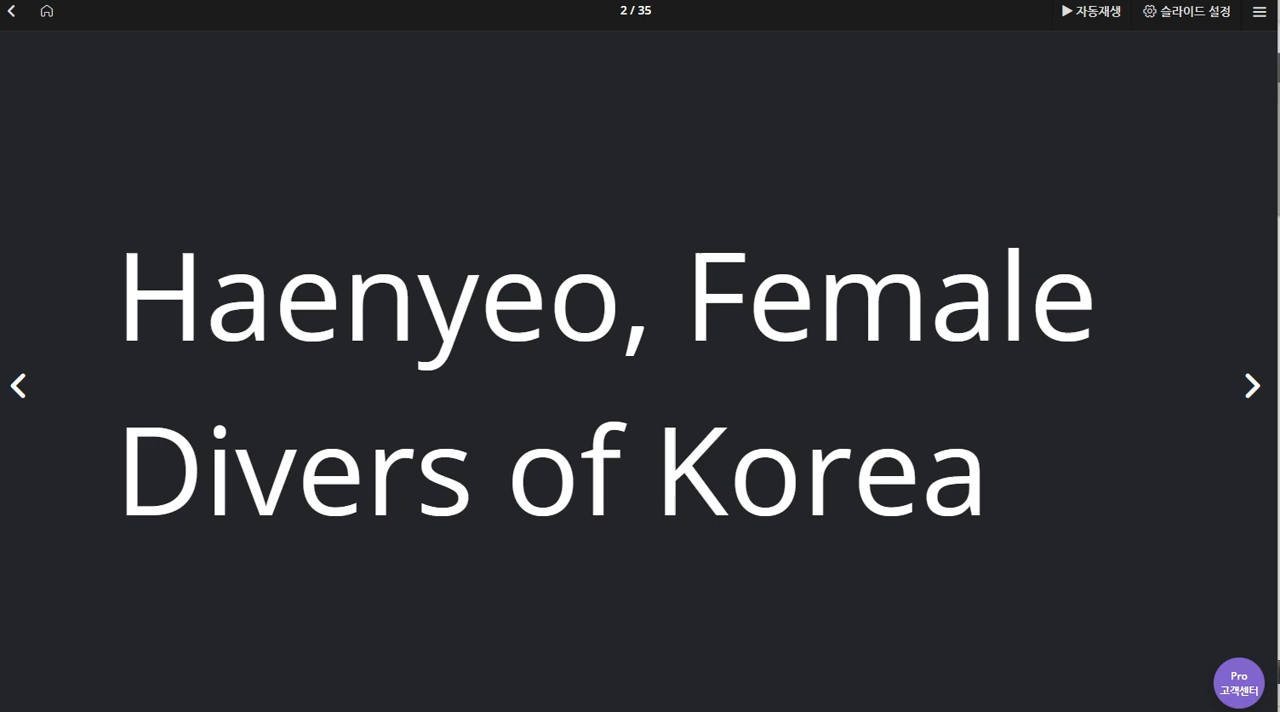 2 / 35
자동재생
슬라이드 설정
Haenyeo, Female
Divers of Korea
Pro
고객센터